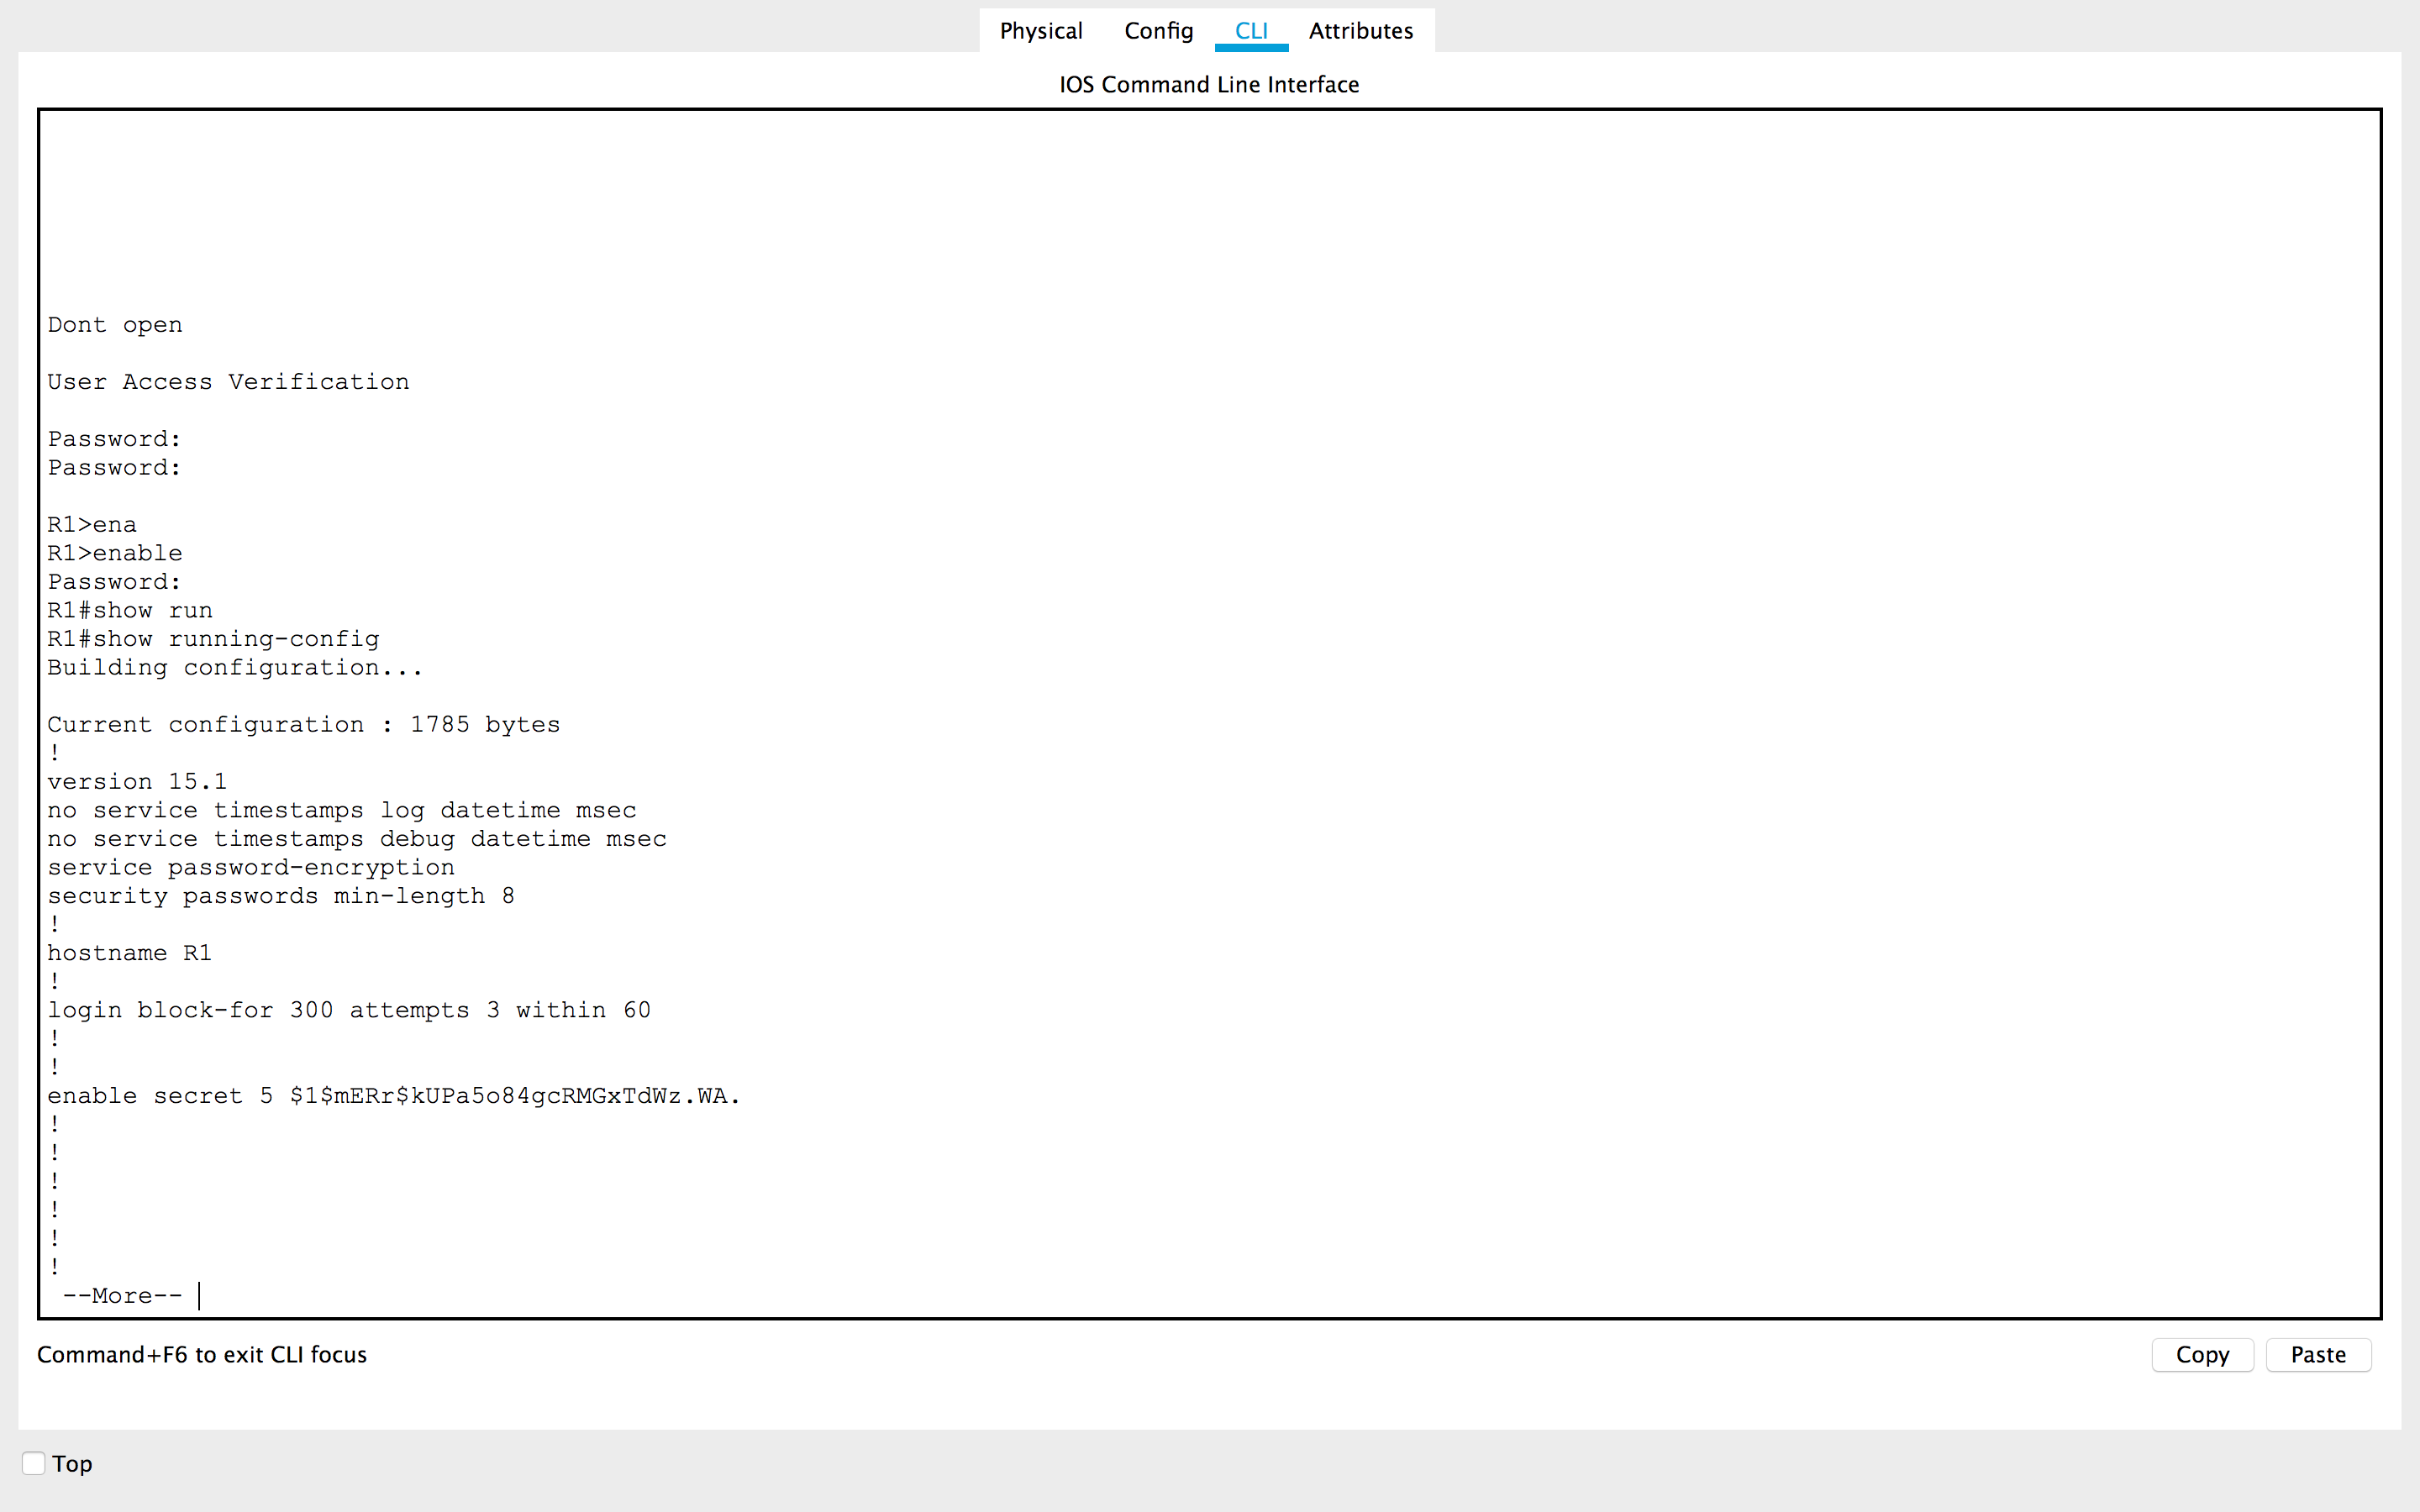 Physical Config CLI Attributes
IOS Command Line Interface
Dont open
User Access Verification
Password:
Password:
R1>ena
R1>enable
Password:
R1#show run
R1#show running-config
Building configuration...
Current configuration : 1785 bytes
!
version 15.1
no service timestamps log datetime msec
no service timestamps debug datetime msec
service password-encryption
security passwords min-length 8
!
hostname R1
!
login block-for 300 attempts 3 within 60
!
!
enable secret 5 $1$mERr$kUPa5o84gcRMGxTdWz.WA.
!
!
!
!
!
!
--More--
Command+F6 to exit CLI focus
Copy Paste
Top